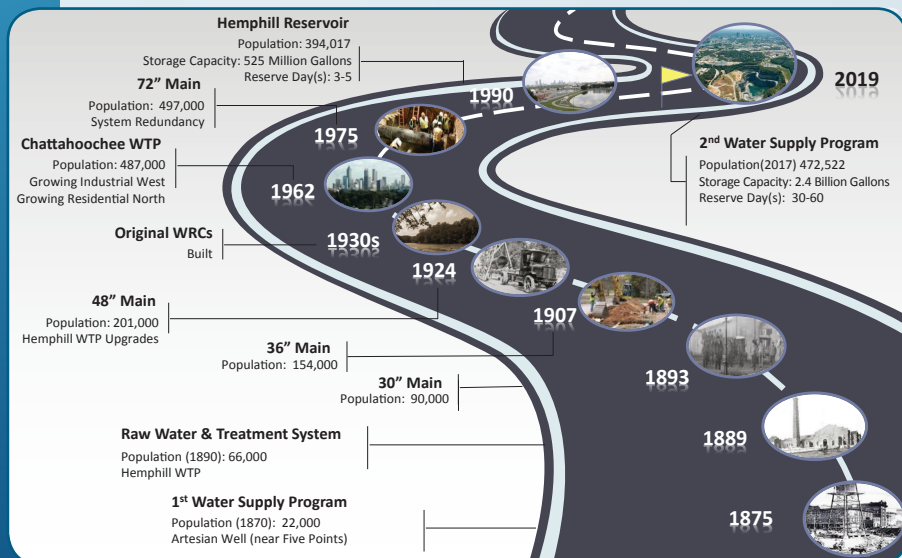 Hemphill Reservoir
Population: 394,017
Storage Capacity: 525 Million Gallons
Reserve Day(s): 3-5
1990
2019
72” Main
Population: 497,000
System Redundancy
1975
2nd Water Supply Program
Population(2017) 472,522
Storage Capacity: 2.4 Billion Gallons
Reserve Day(s): 30-60
Chattahoochee WTP
Population: 487,000
Growing Industrial West
Growing Residential North
1962
Original WRCs
Built
1930s
1924
48” Main
Population: 201,000
Hemphill WTP Upgrades
1907
36” Main
Population: 154,000
30” Main
Population: 90,000
1893
Raw Water & Treatment System
Population (1890): 66,000
Hemphill WTP
1889
1st Water Supply Program
Population (1870): 22,000
Artesian Well (near Five Points)
1875